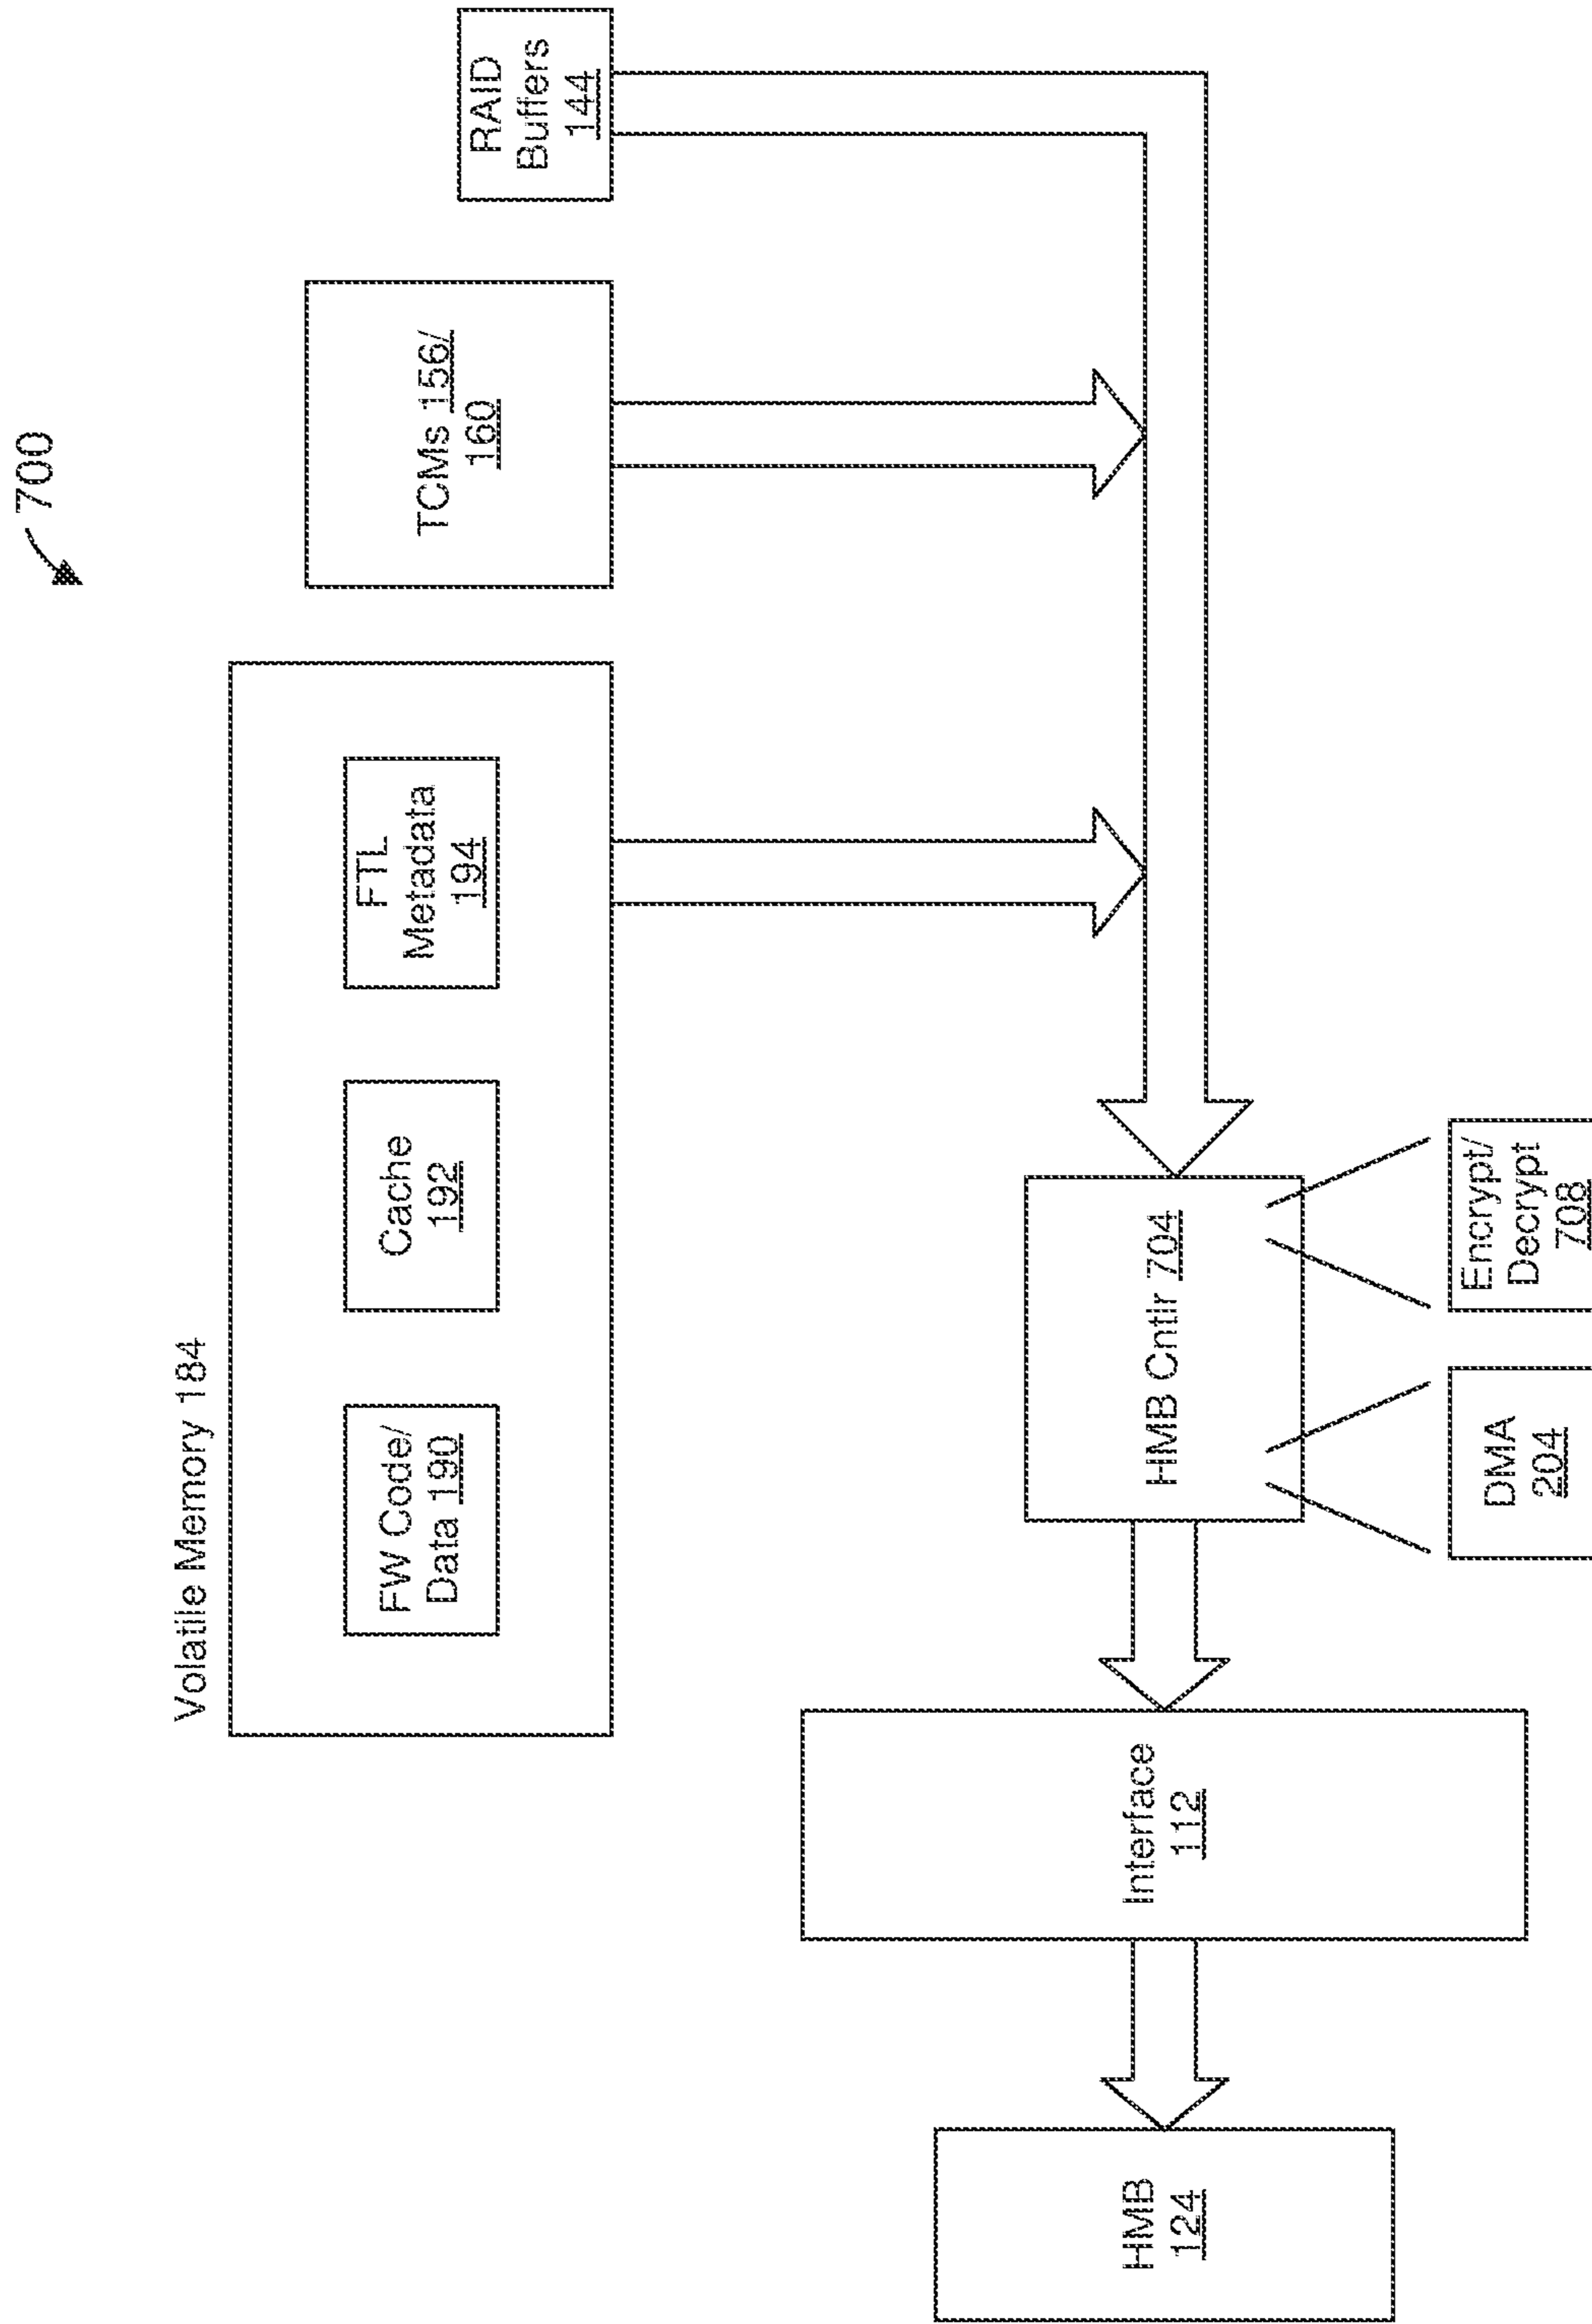 700
Volatile Memory 184
FW Code/
Data 190
Cache
192
FTL
Metadata
194
TCMs 156/
160
RAID
Buffers
144
HMB
124
Interface
112
HMB Cntlr 704
DMA
204
Encrypt/
Decrypt
708